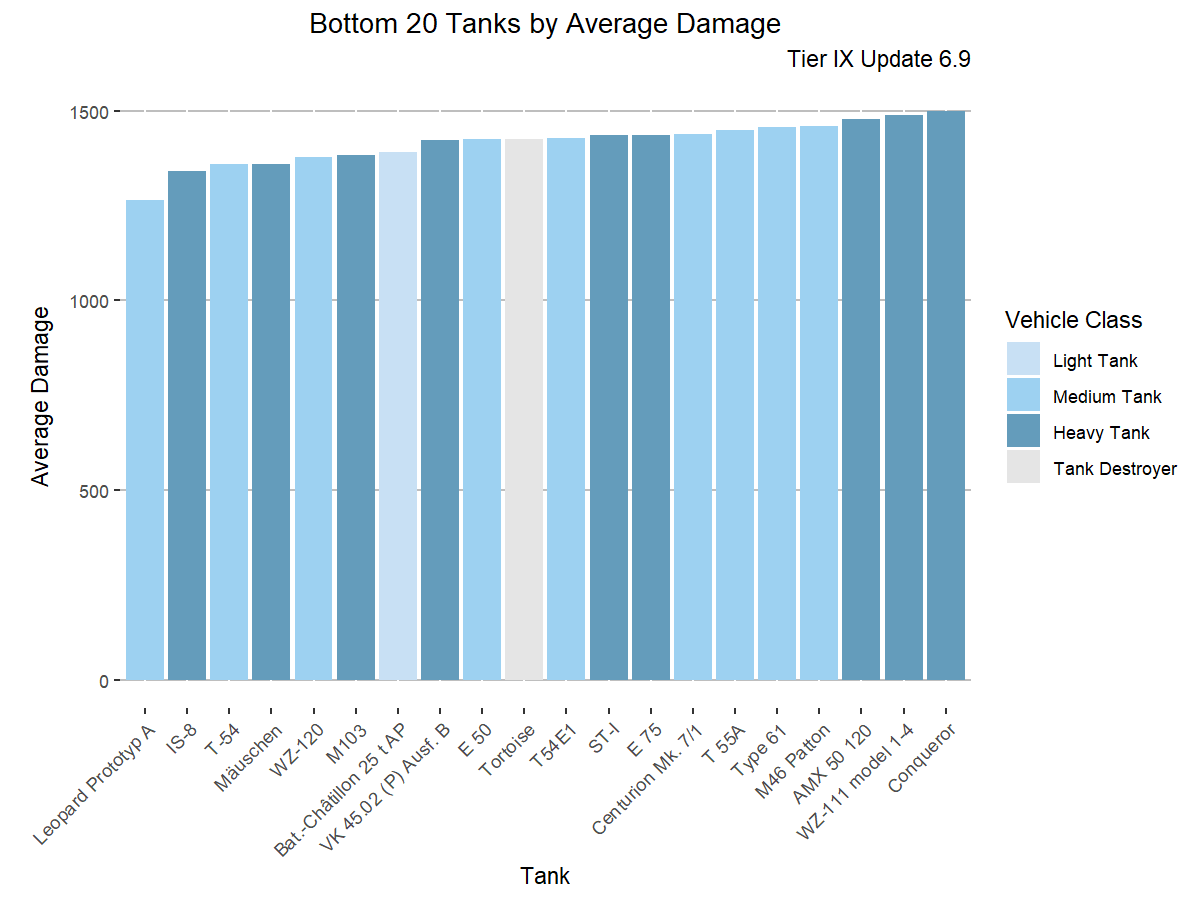 Bottom 20 Tanks by Average Damage
Tier IX Update 6.9
1500
1000
500
0
Average Damage
Leopard Prototyp A
IS-8
T-54
Mäuschen
WZ-120
M103
Bat.-Châtillon 25 t AP
VK 45.02 (P) Ausf. B
E 50
Tortoise
T54E1
ST-I
E 75
Centurion Mk. 7/1
T 55A
Type 61
M46 Patton
AMX 50 120
WZ-111 model 1-4
Conqueror
Tank
Vehicle Class
Light Tank
Medium Tank
Heavy Tank
Tank Destroyer